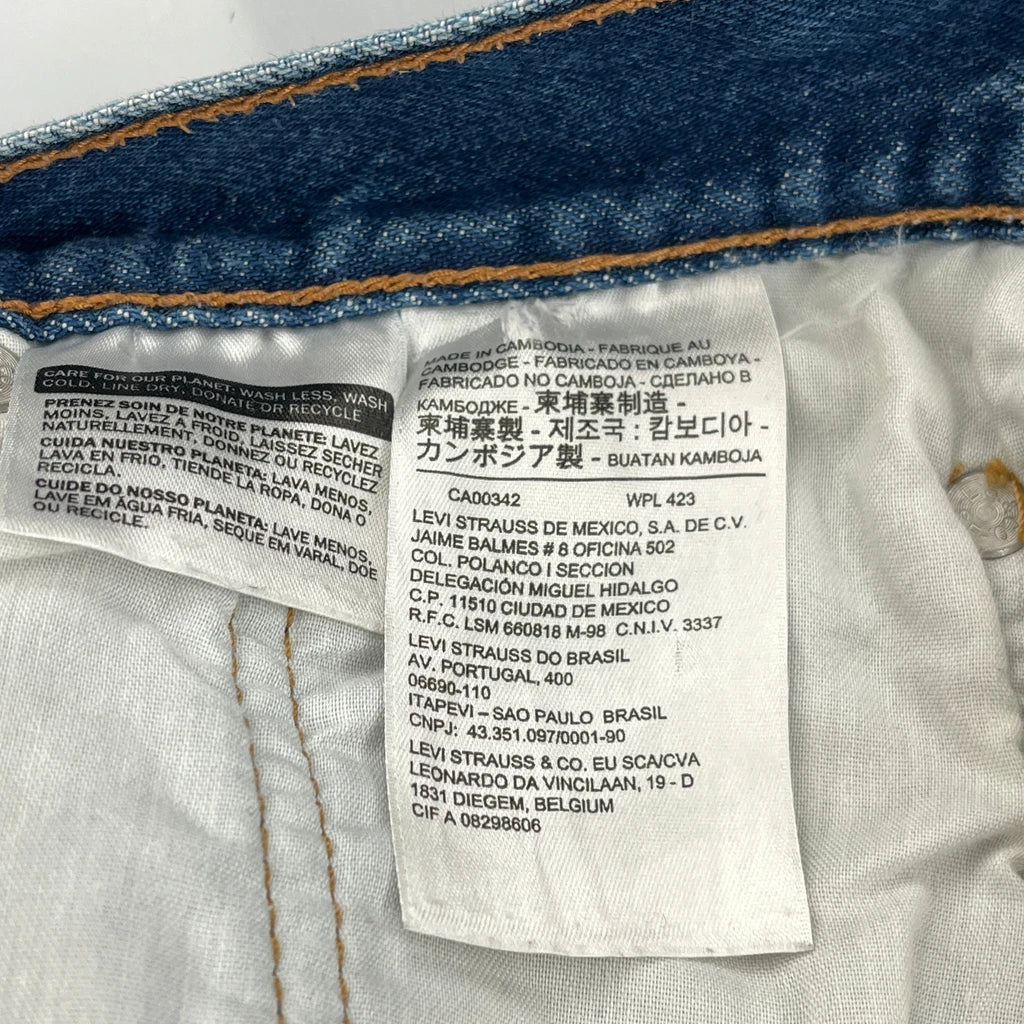 CARE FOR OUR PLANET: WASH LESS, WASH
COLD, LINE DRY, DONATE OR RECYCLE
PRENEZ SOIN DE NOTRE PLANETE: LAVEZ
MOINS, LAVEZ À FROID, LAISSEZ SECHER
NATURELLEMENT, DONNEZ OU RECYCLEZ
CUIDA NUESTRO PLANETA: LAVA MENOS,
LAVA EN FRIO, TIENDE LA ROPA, DONA O
RECICLA.
CUIDE DO NOSSO PLANETA: LAVE MENOS,
LAVE EM ÁGUA FRIA, SEQUE EM VARAL, DOE
OU RECICLE.
MADE IN CAMBODIA - FABRIQUE AU
CAMBODGE - FABRICADO EN CAMBOYA -
FABRICADO NO CAMBOJA - СДЕЛАНО В
КАМБОДЖЕ - 柬埔寨制造 -
柬埔寨製 - 제조국 : 캄보디아 -
カンボジア製 - BUATAN KAMBOJA
CA00342 WPL 423
LEVI STRAUSS DE MEXICO, S.A. DE C.V.
JAIME BALMES # 8 OFICINA 502
COL. POLANCO I SECCION
DELEGACIÓN MIGUEL HIDALGO
C.P. 11510 CIUDAD DE MEXICO
R.F.C. LSM 660818 M-98 C.N.I.V. 3337
LEVI STRAUSS DO BRASIL
AV. PORTUGAL, 400
06690-110
ITAPEVI – SAO PAULO BRASIL
CNPJ: 43.351.097/0001-90
LEVI STRAUSS & CO. EU SCA/CVA
LEONARDO DA VINCILAAN, 19 - D
1831 DIEGEM, BELGIUM
CIF A 08298606